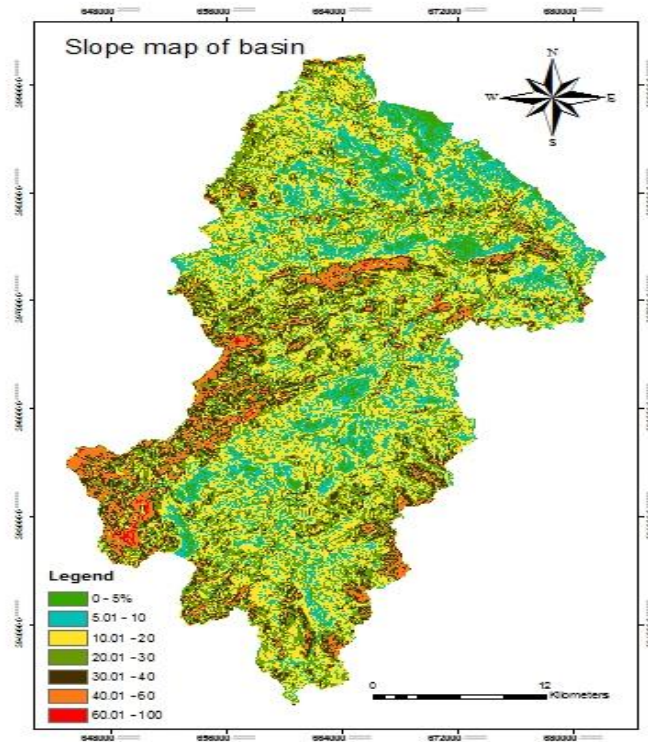 648000 656000 664000 672000 680000
Slope map of basin
N
W E
S
Legend
0 - 5%
5.01 - 10
10.01 - 20
20.01 - 30
30.01 - 40
40.01 - 60
60.01 - 100
0 12
Kilometers
648000 656000 664000 672000 680000